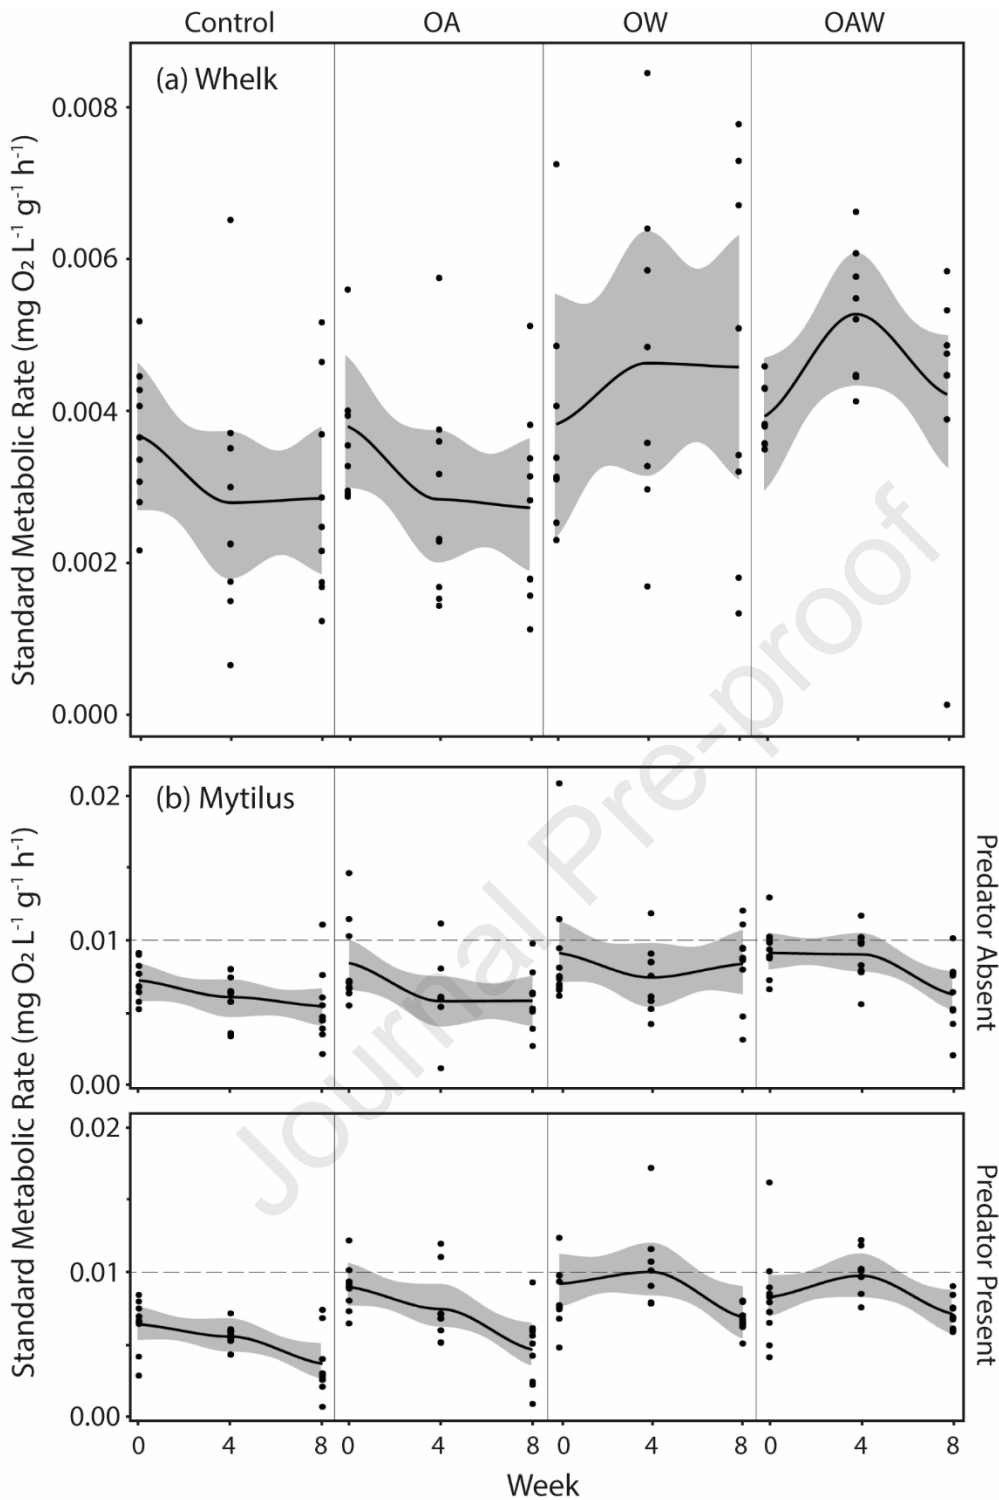 Control OA OW OAW
(a) Whelk
Standard Metabolic Rate (mg O₂ L⁻¹ g⁻¹ h⁻¹)
0.008
0.006
0.004
0.002
0.000
(b) Mytilus
Standard Metabolic Rate (mg O₂ L⁻¹ g⁻¹ h⁻¹)
0.02
0.01
0.00
Predator Absent
0.02
0.01
0.00
Predator Present
0 4 8 0 4 8 0 4 8 0 4 8
Week
Journal Pre-proof